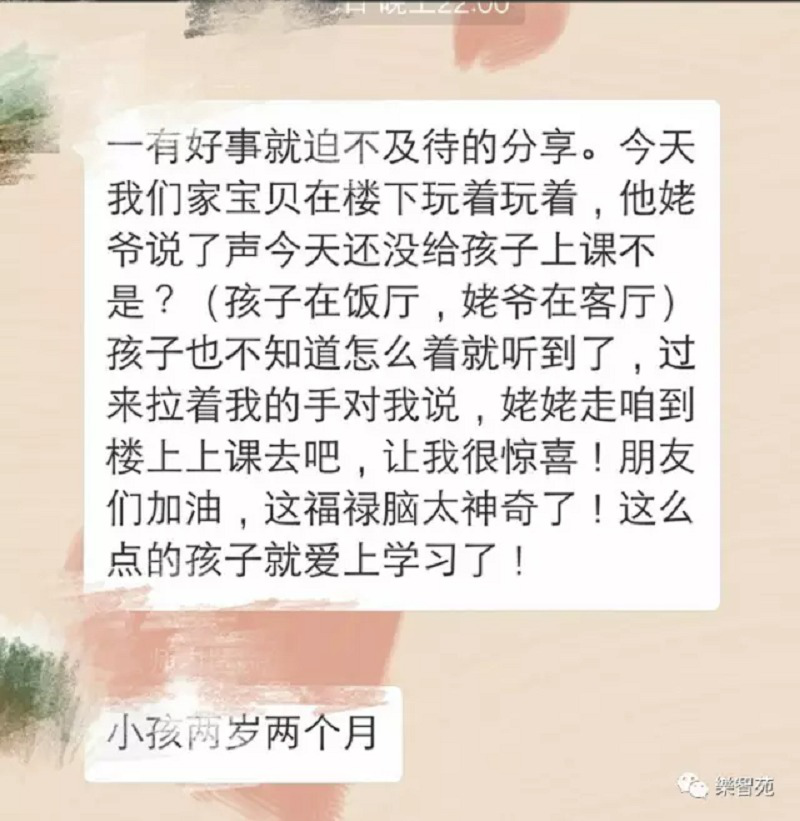 晚上22:00
一有好事就迫不及待的分享。今天
我们家宝贝在楼下玩着玩着，他姥
爷说了声今天还没给孩子上课不
是？（孩子在饭厅，姥爷在客厅）
孩子也不知道怎么着就听到了，过
来拉着我的手对我说，姥姥走咱到
楼上上课去吧，让我很惊喜！朋友
们加油，这福禄脑太神奇了！这么
点的孩子就爱上学习了！
小孩两岁两个月
樂智苑